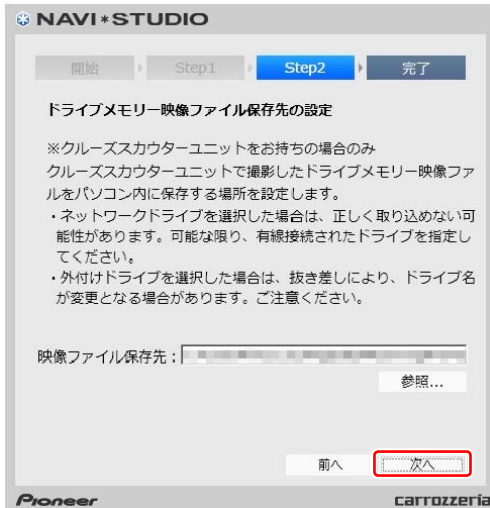 NAVI*STUDIO
開始 Step1 Step2 完了
ドライブメモリー映像ファイル保存先の設定
※クルーズスカウターユニットをお持ちの場合のみ
クルーズスカウターユニットで撮影したドライブメモリー映像ファ
ルをパソコン内に保存する場所を設定します。
・ネットワークドライブを選択した場合は、正しく取り込めない可
能性があります。可能な限り、有線接続されたドライブを指定し
てください。
・外付けドライブを選択した場合は、抜き差しにより、ドライブ名
が変更となる場合があります。ご注意ください。
映像ファイル保存先：
参照...
前へ 次へ
Pioneer carrozzeria